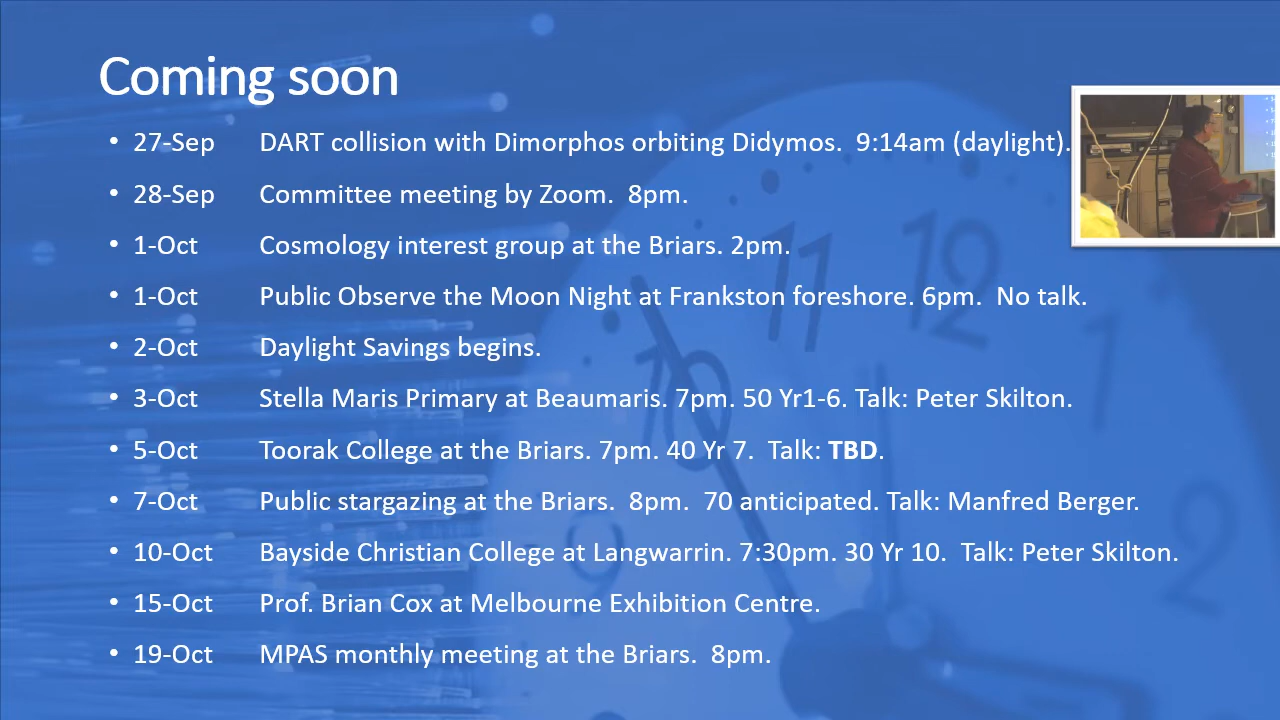 Coming soon
• 27-Sep DART collision with Dimorphos orbiting Didymos.  9:14am (daylight).
• 28-Sep Committee meeting by Zoom.  8pm.
• 1-Oct Cosmology interest group at the Briars. 2pm.
• 1-Oct Public Observe the Moon Night at Frankston foreshore. 6pm.  No talk.
• 2-Oct Daylight Savings begins.
• 3-Oct Stella Maris Primary at Beaumaris. 7pm. 50 Yr1-6. Talk: Peter Skilton.
• 5-Oct Toorak College at the Briars. 7pm. 40 Yr 7.  Talk: TBD.
• 7-Oct Public stargazing at the Briars.  8pm.  70 anticipated. Talk: Manfred Berger.
• 10-Oct Bayside Christian College at Langwarrin. 7:30pm. 30 Yr 10.  Talk: Peter Skilton.
• 15-Oct Prof. Brian Cox at Melbourne Exhibition Centre.
• 19-Oct MPAS monthly meeting at the Briars.  8pm.
11
12
1
10
2
9